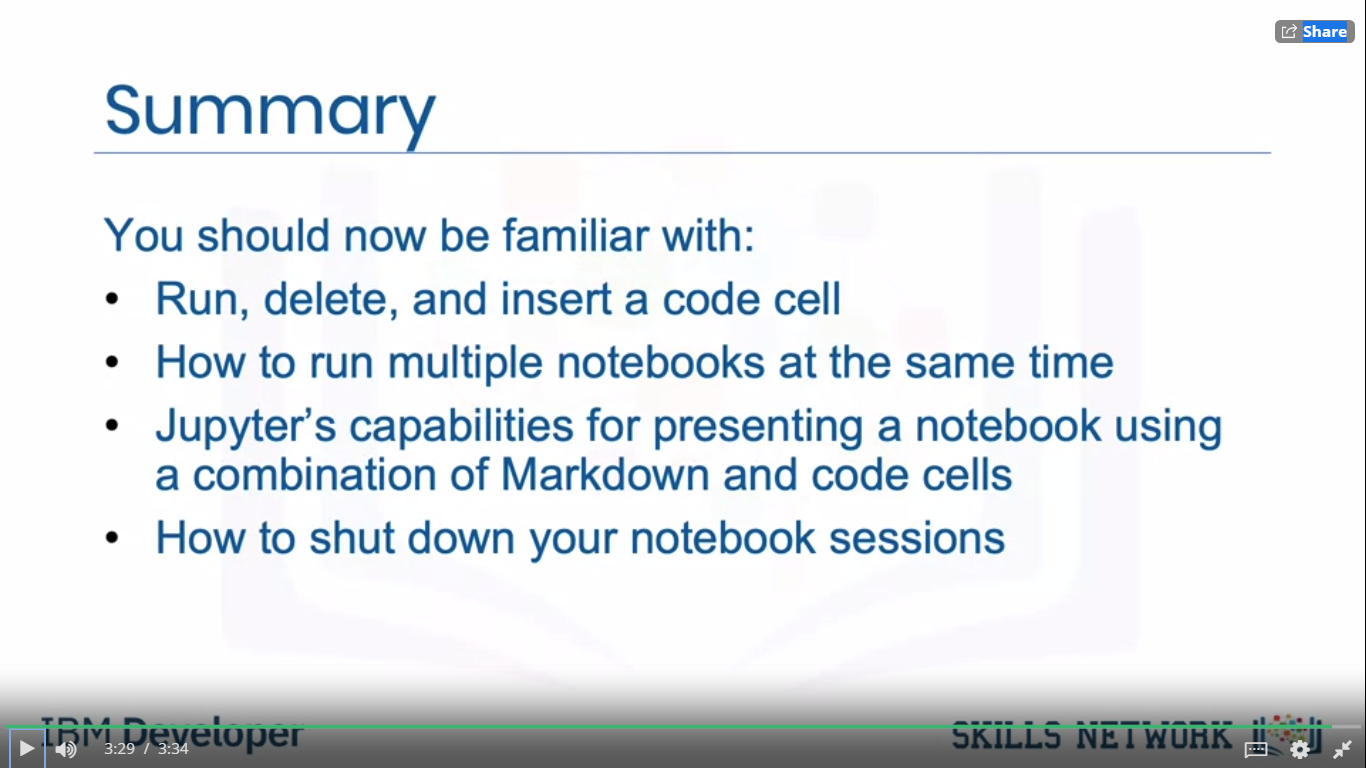 Share
Summary
You should now be familiar with:
• Run, delete, and insert a code cell
• How to run multiple notebooks at the same time
• Jupyter’s capabilities for presenting a notebook using
a combination of Markdown and code cells
• How to shut down your notebook sessions
IBM Developer
SKILLS NETWORK
3:29 / 3:34